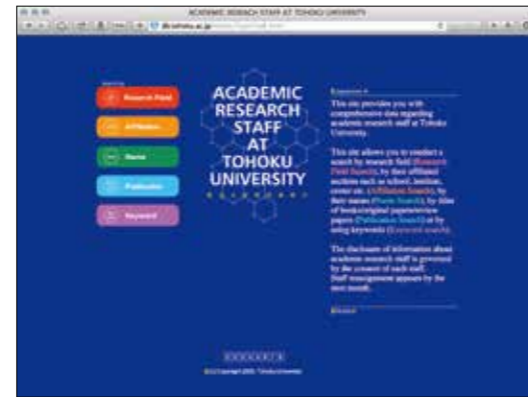 ACADEMIC RESEARCH STAFF AT TOHOKU UNIVERSITY
Research Field
Affiliation
Name
Publication
Keyword
ACADEMIC
RESEARCH
STAFF
AT
TOHOKU
UNIVERSITY
This site provides you with
comprehensive data regarding
academic research staff at Tohoku
University.
This site allows you to conduct a
search by research field (Research
Field Search), by their affiliated
section such as school, institute,
center etc. (Affiliation Search), by
their names (Name Search), by titles
of books/original papers/review
papers (Publication Search) or by
using keywords (Keyword search).
The disclosure of information about
academic research staff is governed
by the consent of each staff.
Staff reassignment appears by the
next month.
Copyright Tohoku University